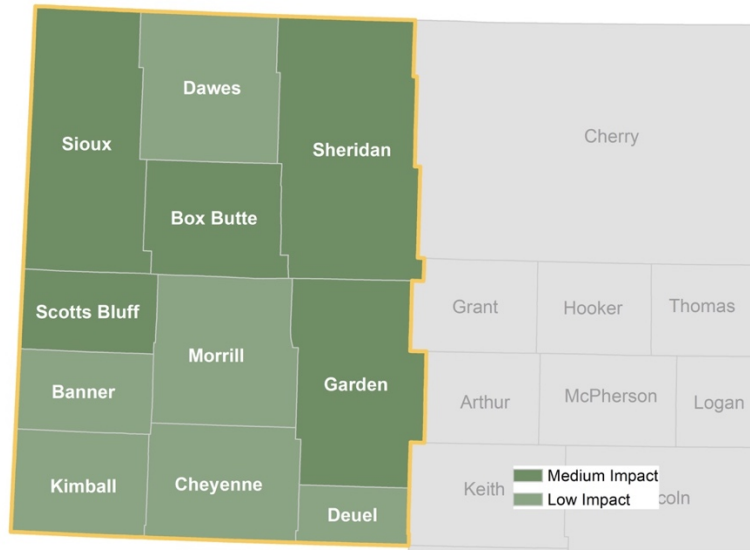 Dawes
Cherry
Sioux
Sheridan
Box Butte
Grant
Hooker
Thomas
Scotts Bluff
Morrill
Garden
Banner
Arthur
McPherson
Logan
Kimball
Cheyenne
Keith
Medium Impact
Low Impact
coln
Deuel